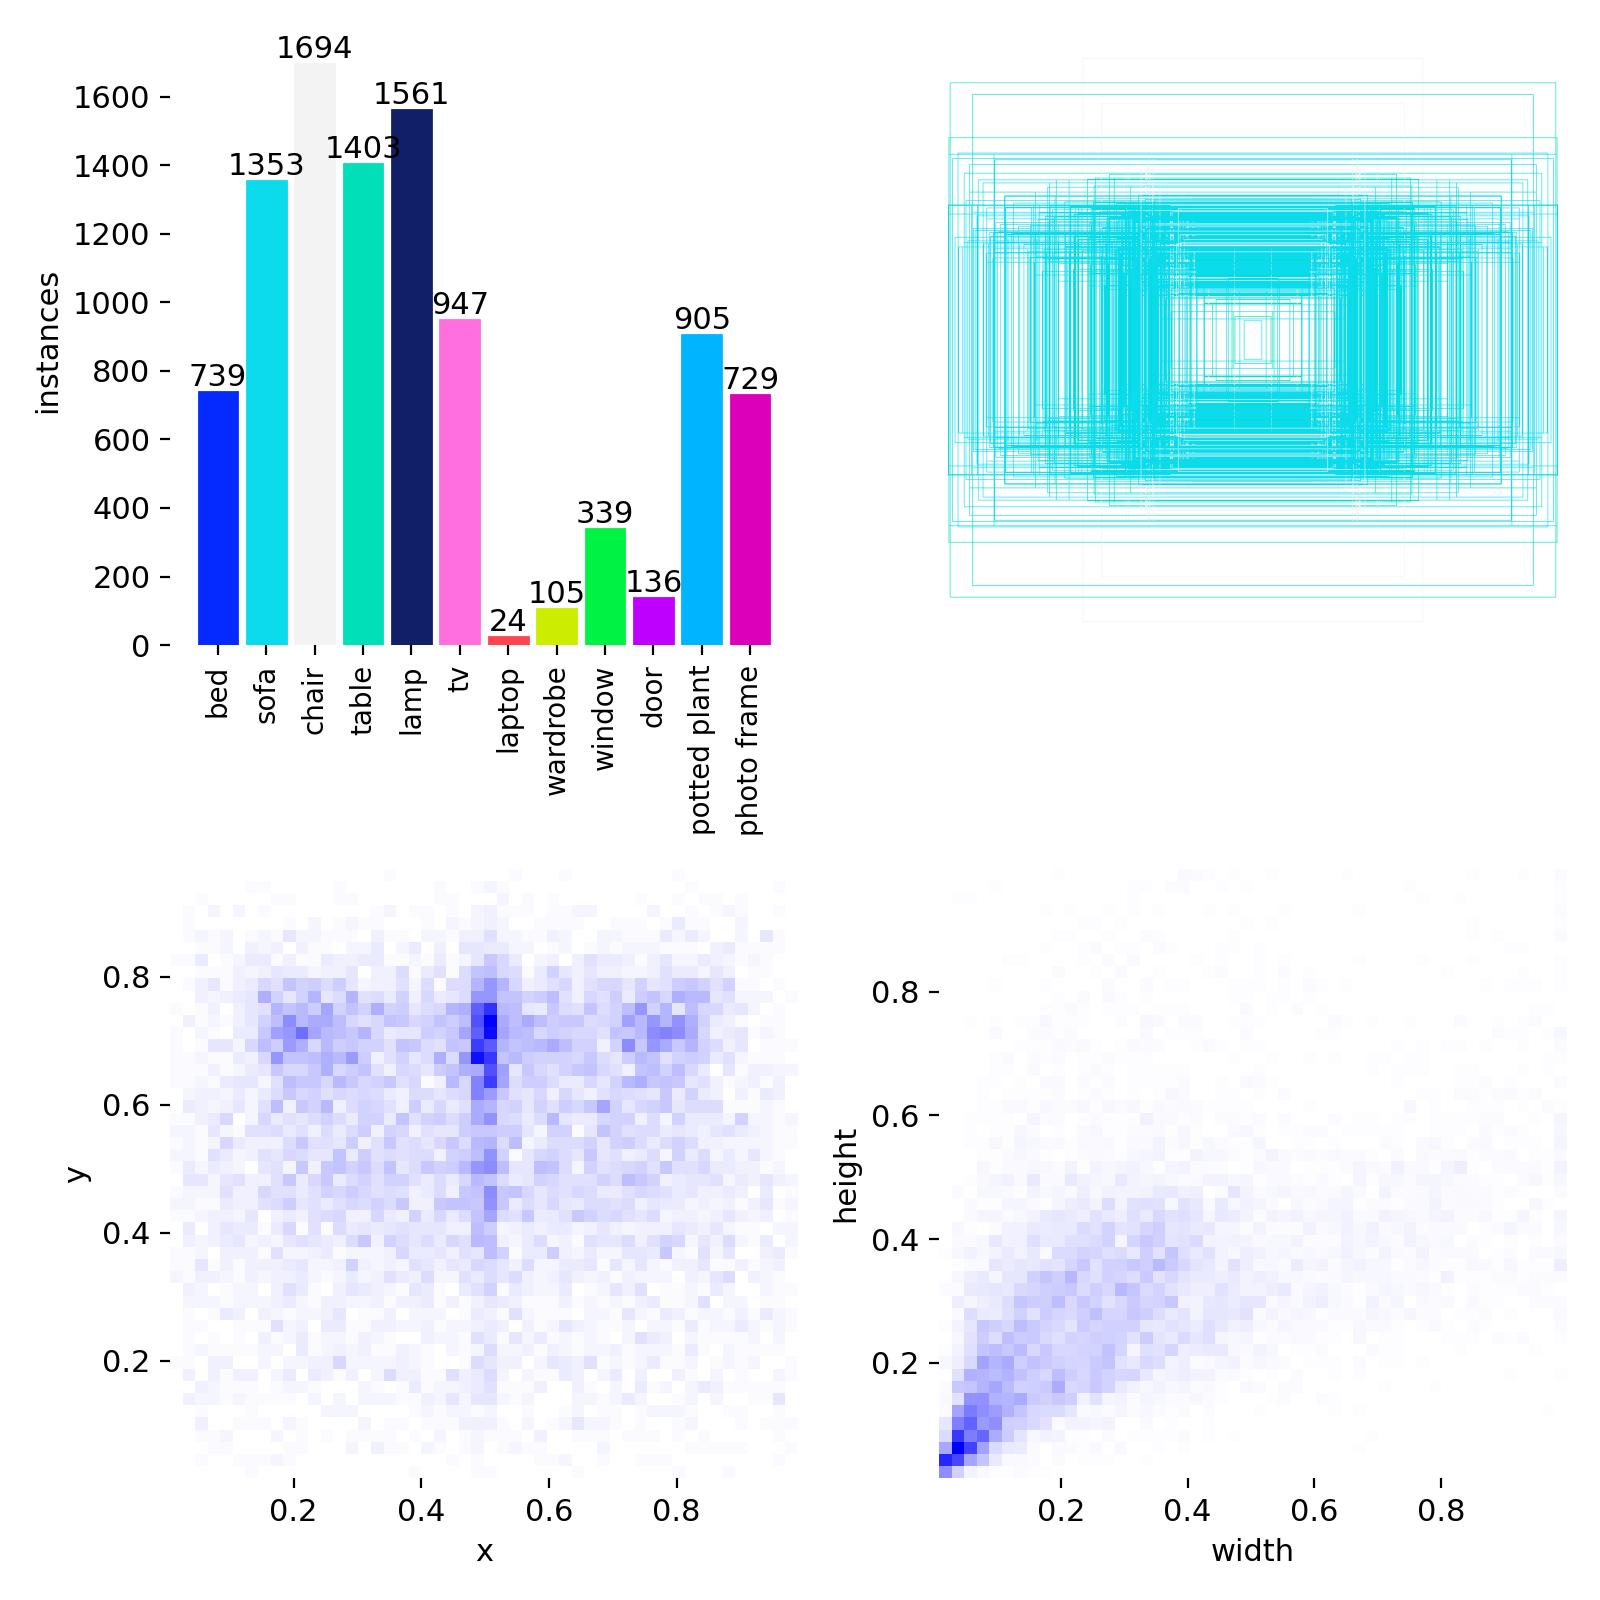 1694
1561
1403
1353
947
905
739
729
339
136
105
24
1600
1400
1200
1000
800
600
400
200
0
instances
bed
sofa
chair
table
lamp
tv
laptop
wardrobe
window
door
potted plant
photo frame
0.8
0.6
0.4
0.2
y
0.2 0.4 0.6 0.8
x
0.8
0.6
0.4
0.2
height
0.2 0.4 0.6 0.8
width